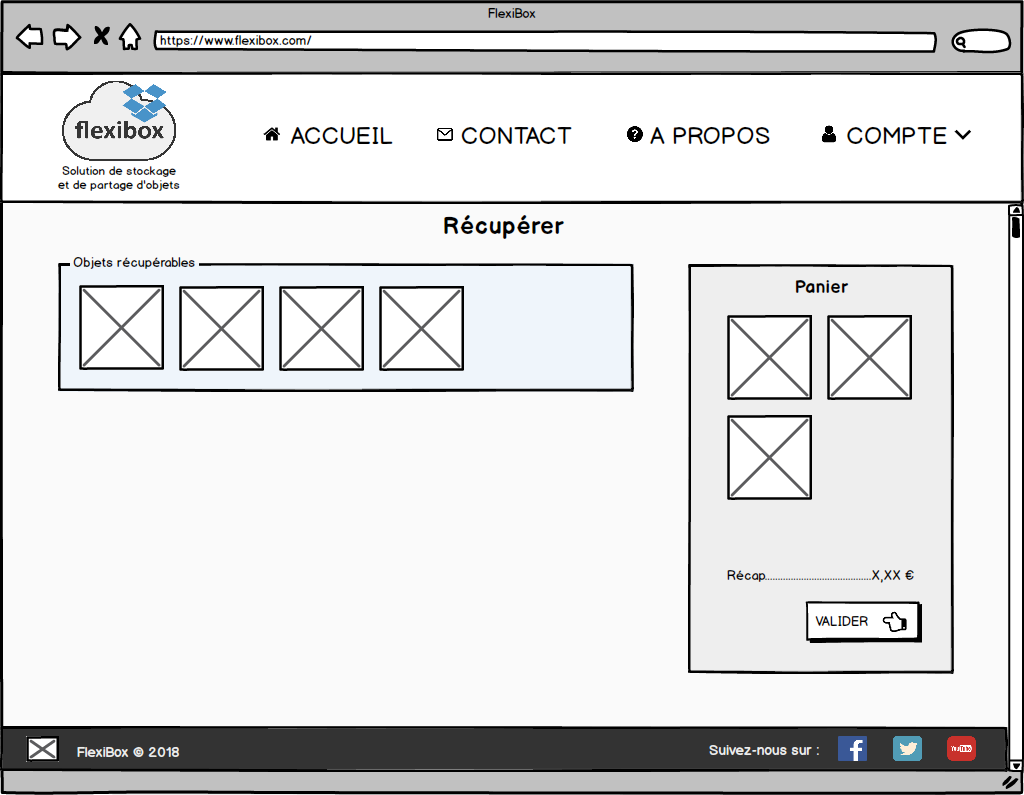 FlexiBox
https://www.flexibox.com/
flexibox
Solution de stockage
et de partage d'objets
ACCUEIL
CONTACT
A PROPOS
COMPTE
Récupérer
Objets récupérables
Panier
Récap...........................................X,XX €
VALIDER
FlexiBox © 2018
Suivez-nous sur :
YouTube